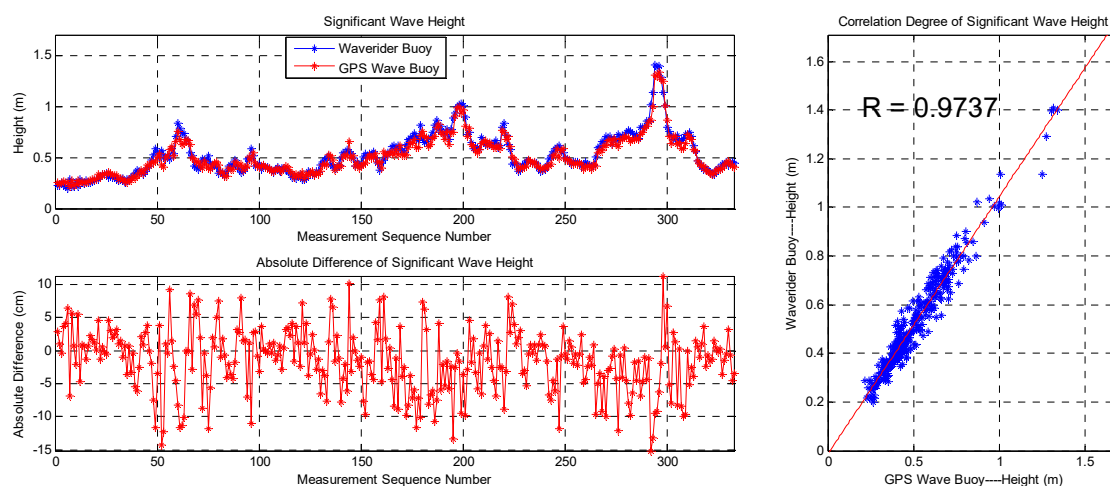 Significant Wave Height
Waverider Buoy
GPS Wave Buoy
Height (m)
1.5
1
0.5
0
0 50 100 150 200 250 300
Measurement Sequence Number
Absolute Difference of Significant Wave Height
Absolute Difference (cm)
10
5
0
-5
-10
-15
0 50 100 150 200 250 300
Measurement Sequence Number
Correlation Degree of Significant Wave Height
R = 0.9737
Waverider Buoy----Height (m)
1.6
1.4
1.2
1
0.8
0.6
0.4
0.2
0
0 0.5 1 1.5
GPS Wave Buoy----Height (m)